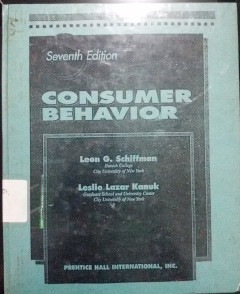 Seventh Edition
CONSUMER
BEHAVIOR
Leon G. Schiffman
Baruch College
City University of New York
Leslie Lazar Kanuk
Graduate School and University Center
City University of New York
PRENTICE HALL INTERNATIONAL, INC.